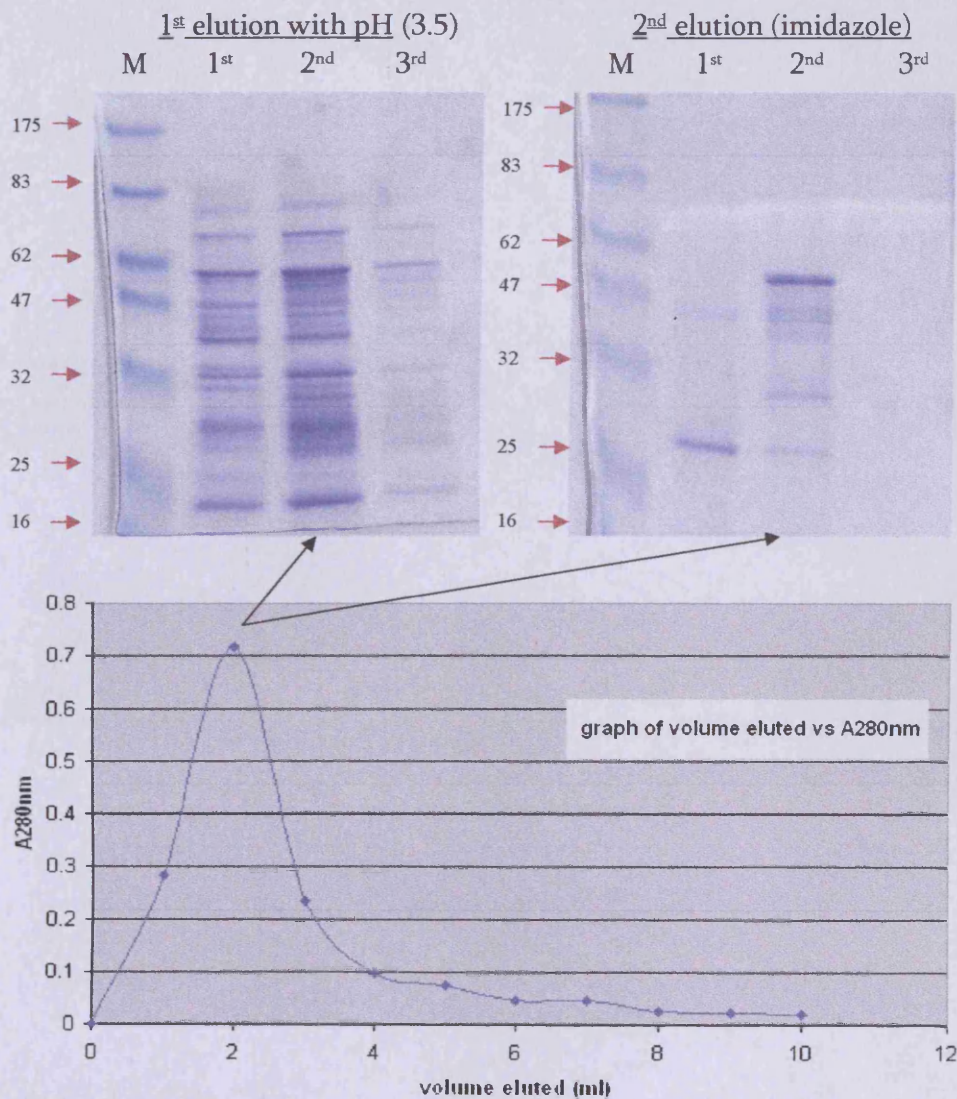 1st elution with pH (3.5)
M 1st 2nd 3rd
175
83
62
47
32
25
16
2nd elution (imidazole)
M 1st 2nd 3rd
175
83
62
47
32
25
16
0.8
0.7
0.6
0.5
0.4
0.3
0.2
0.1
0
A280nm
graph of volume eluted vs A280nm
0 2 4 6 8 10 12
volume eluted (ml)